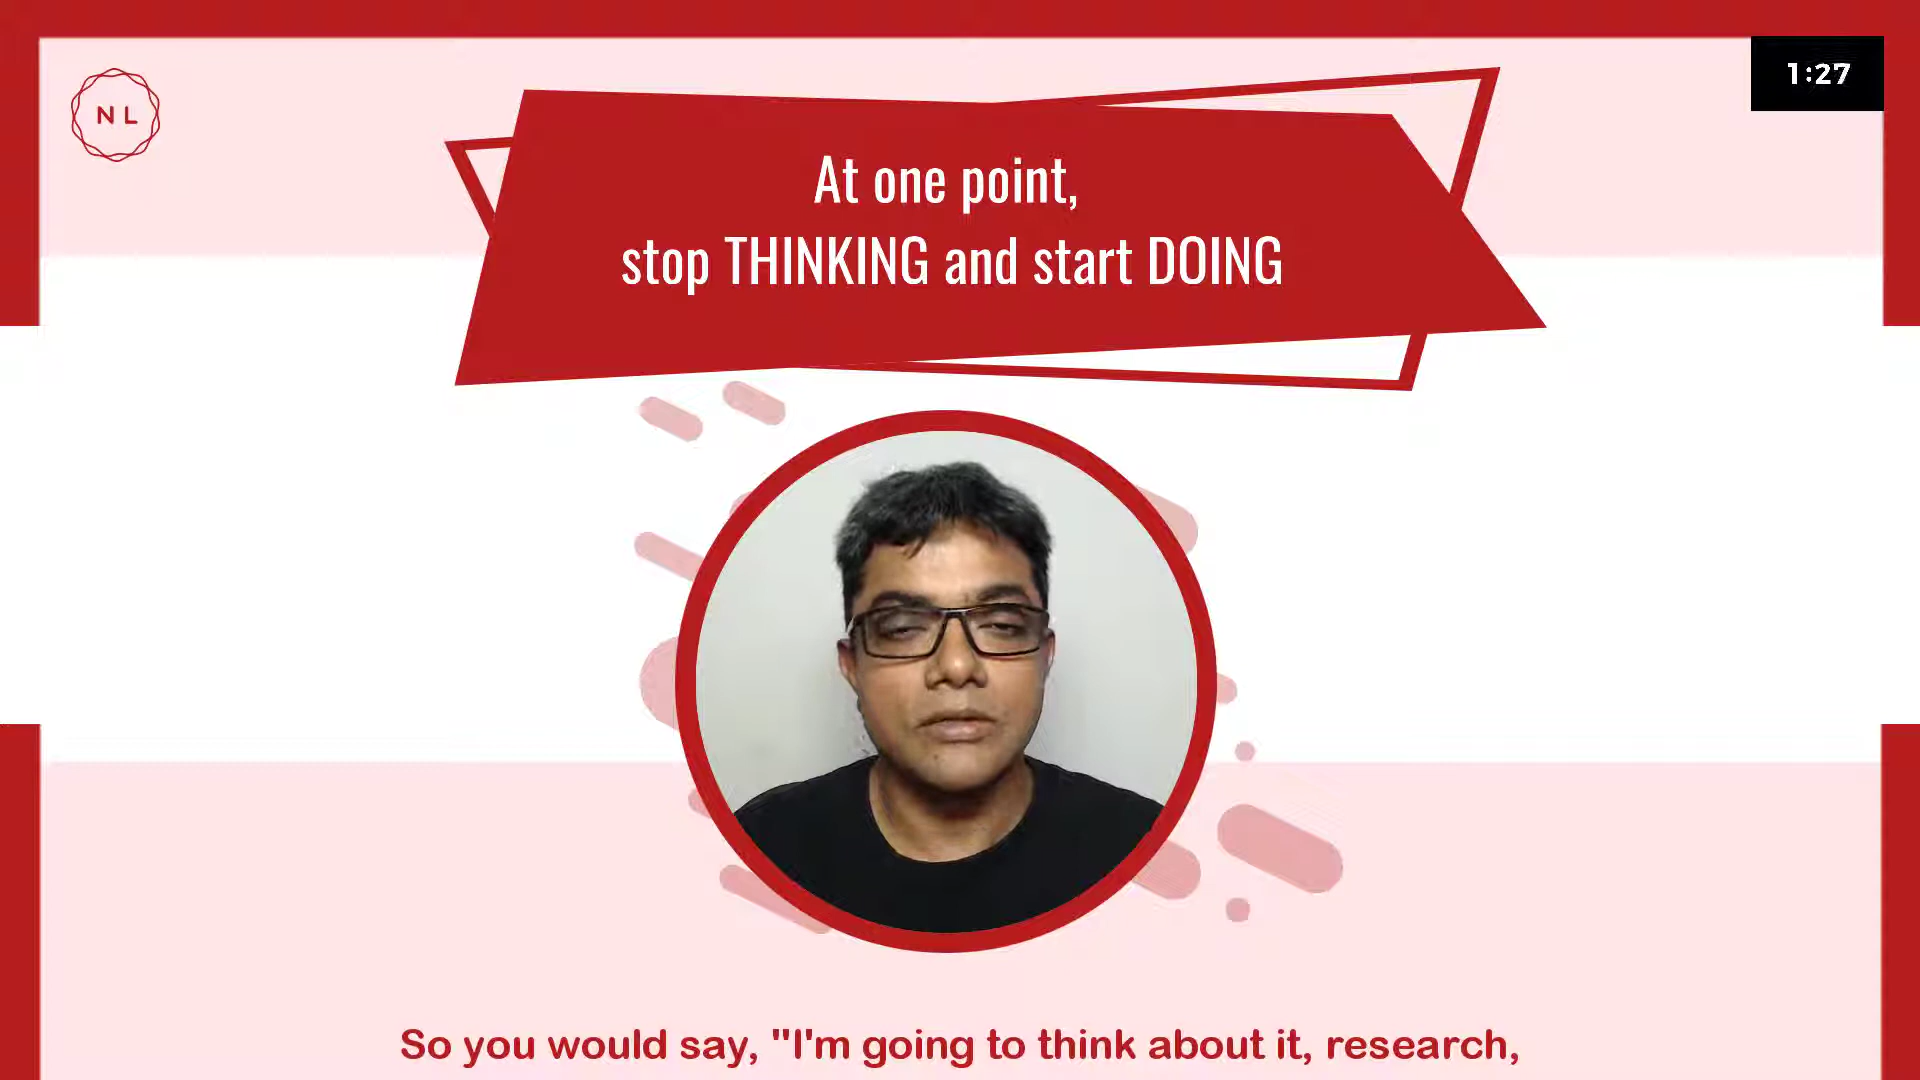 N L
1:27
At one point,
stop THINKING and start DOING
So you would say, "I'm going to think about it, research,